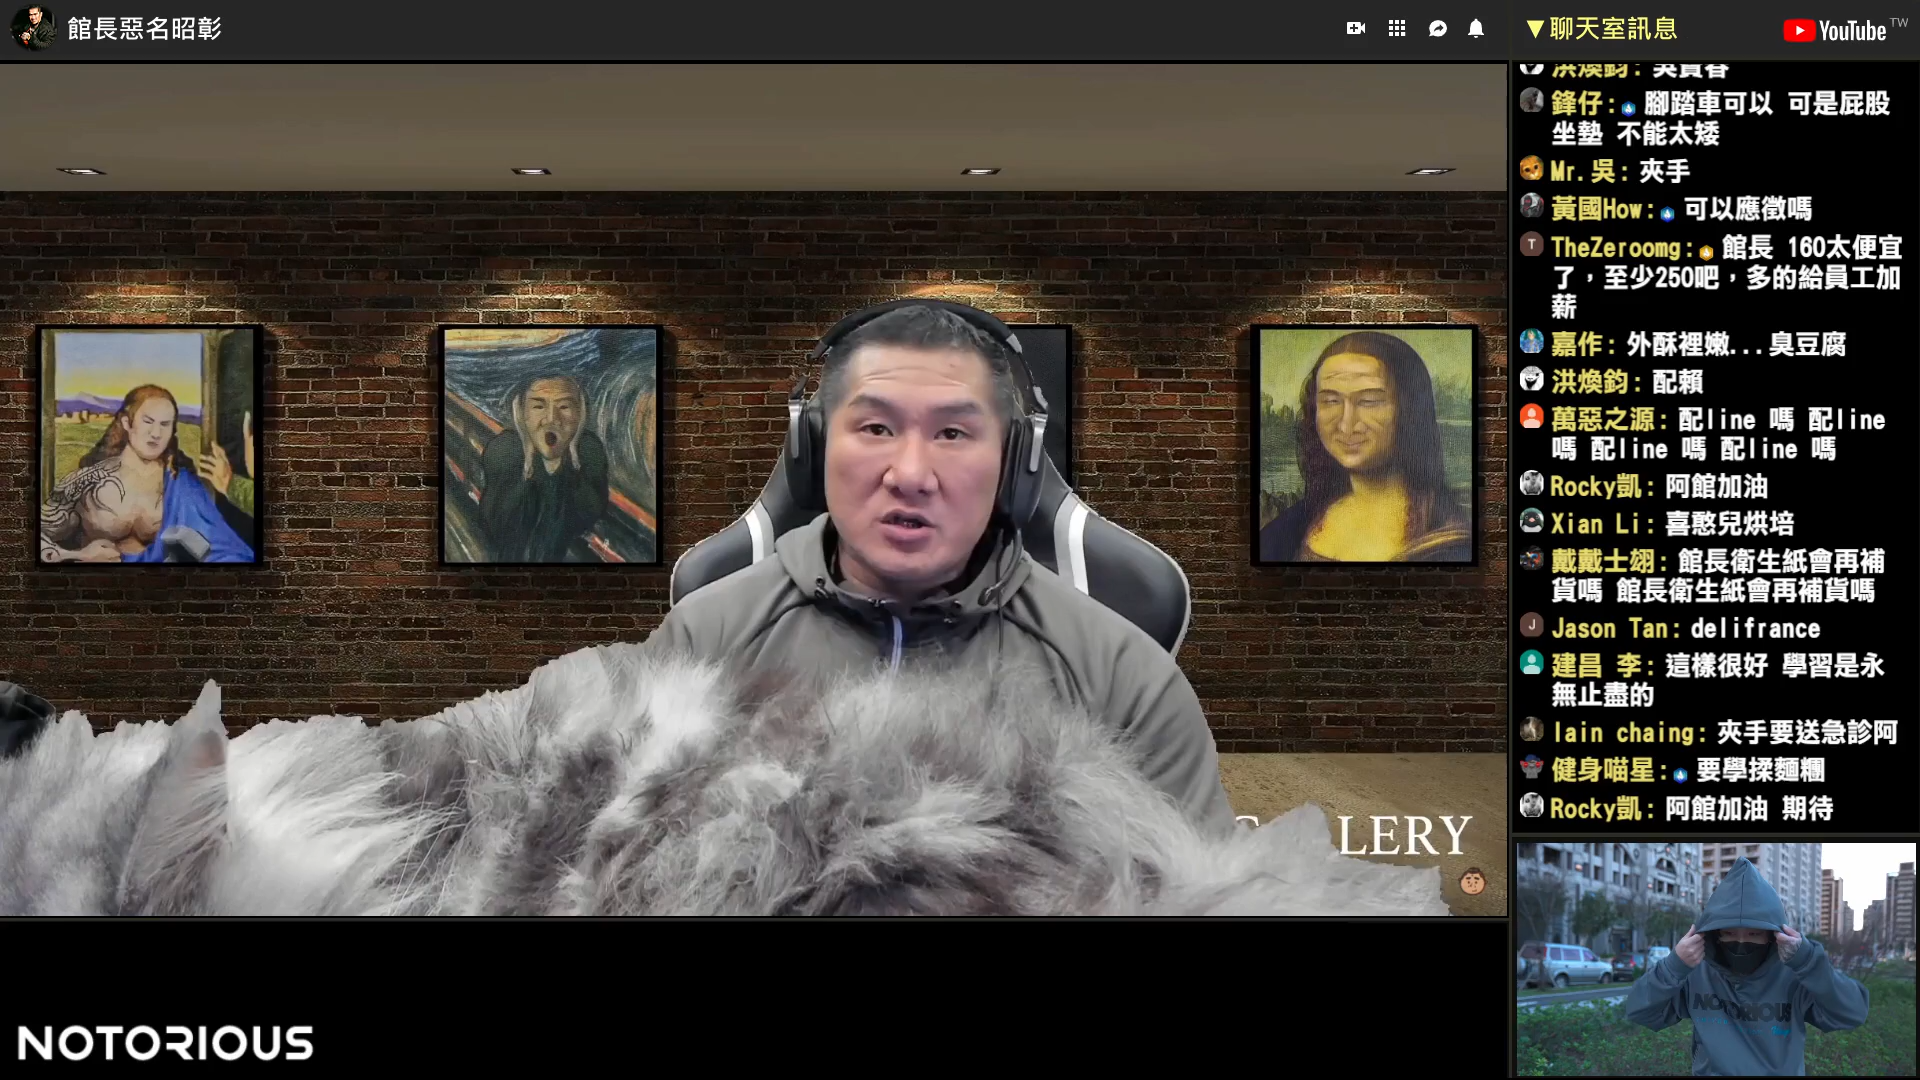 館長惡名昭彰
▼聊天室訊息
YouTube TW
洪煥鈞: 吳寶春
鋒仔: 腳踏車可以 可是屁股
坐墊 不能太矮
Mr.吳: 夾手
黃國How: 可以應徵嗎
T
TheZeroomg: 館長 160太便宜
了，至少250吧，多的給員工加
薪
嘉作: 外酥裡嫩...臭豆腐
洪煥鈞: 配賴
萬惡之源: 配line 嗎 配line
嗎 配line 嗎 配line 嗎
Rocky凱: 阿館加油
Xian Li: 喜憨兒烘培
戴戴士翃: 館長衛生紙會再補
貨嗎 館長衛生紙會再補貨嗎
J
Jason Tan: delifrance
建昌 李: 這樣很好 學習是永
無止盡的
Iain chaing: 夾手要送急診阿
健身喵星: 要學揉麵糰
Rocky凱: 阿館加油 期待
LERY
NOTORIOUS
NOTORIOUS